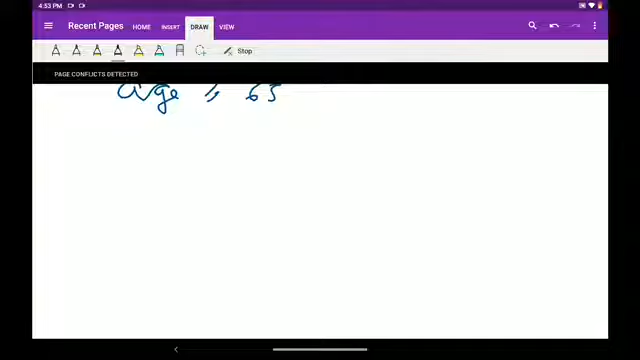 4:53 PM
Recent Pages HOME INSERT DRAW VIEW
Stop
PAGE CONFLICTS DETECTED
age ≥ 65